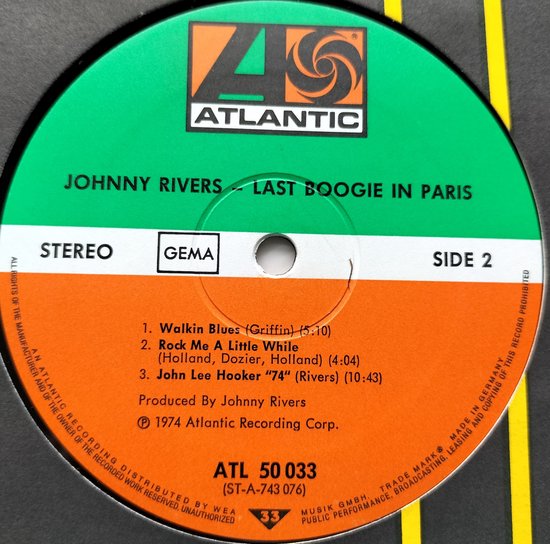 ATLANTIC
JOHNNY RIVERS – LAST BOOGIE IN PARIS
STEREO
GEMA
SIDE 2
1. Walkin Blues (Griffin) (5:10)
2. Rock Me A Little While
(Holland, Dozier, Holland) (4:04)
3. John Lee Hooker "74" (Rivers) (10:43)
Produced By Johnny Rivers
℗ 1974 Atlantic Recording Corp.
ATL 50 033
(ST-A-743 076)
33
ALL RIGHTS OF THE MANUFACTURER AND OF THE OWNER OF THE RECORDED WORK RESERVED. UNAUTHORIZED PUBLIC PERFORMANCE, BROADCASTING, LEASING AND COPYING OF THIS RECORD PROHIBITED
AN ATLANTIC RECORDING DISTRIBUTED BY WEA MUSIK GMBH. TRADE MARK® MADE IN GERMANY